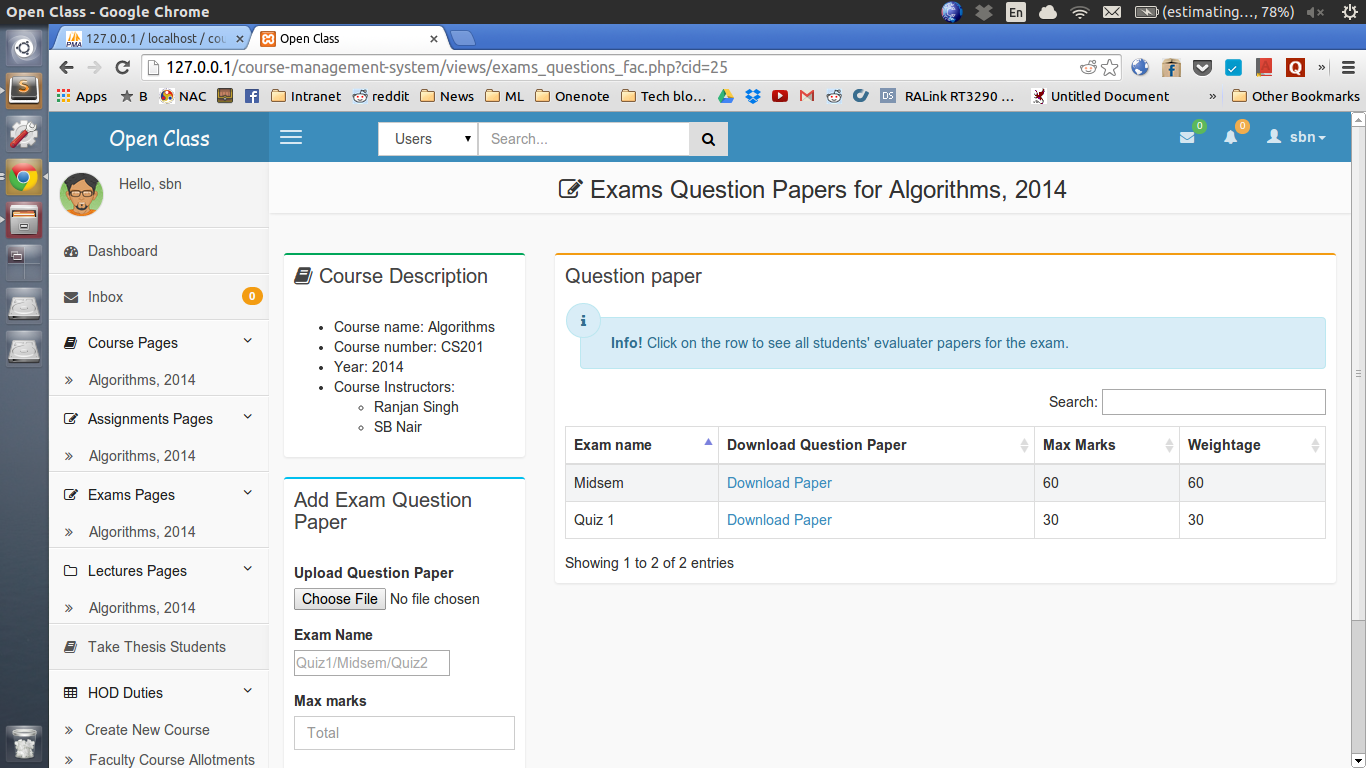 Open Class - Google Chrome
En
(estimating..., 78%)
127.0.0.1 / localhost / cou
Open Class
127.0.0.1/course-management-system/views/exams_questions_fac.php?cid=25
Apps B NAC Intranet reddit News ML Onenote Tech blo... RALink RT3290 ... Untitled Document » Other Bookmarks
Open Class
Users
Search...
0
0
sbn
Hello, sbn
Dashboard
Inbox
0
Course Pages
» Algorithms, 2014
Assignments Pages
» Algorithms, 2014
Exams Pages
» Algorithms, 2014
Lectures Pages
» Algorithms, 2014
Take Thesis Students
HOD Duties
» Create New Course
» Faculty Course Allotments
Exams Question Papers for Algorithms, 2014
Course Description
• Course name: Algorithms
• Course number: CS201
• Year: 2014
• Course Instructors:
◦ Ranjan Singh
◦ SB Nair
Add Exam Question
Paper
Upload Question Paper
Choose File No file chosen
Exam Name
Quiz1/Midsem/Quiz2
Max marks
Total
Question paper
Info! Click on the row to see all students' evaluater papers for the exam.
Search:
Exam name Download Question Paper Max Marks Weightage
Midsem Download Paper 60 60
Quiz 1 Download Paper 30 30
Showing 1 to 2 of 2 entries